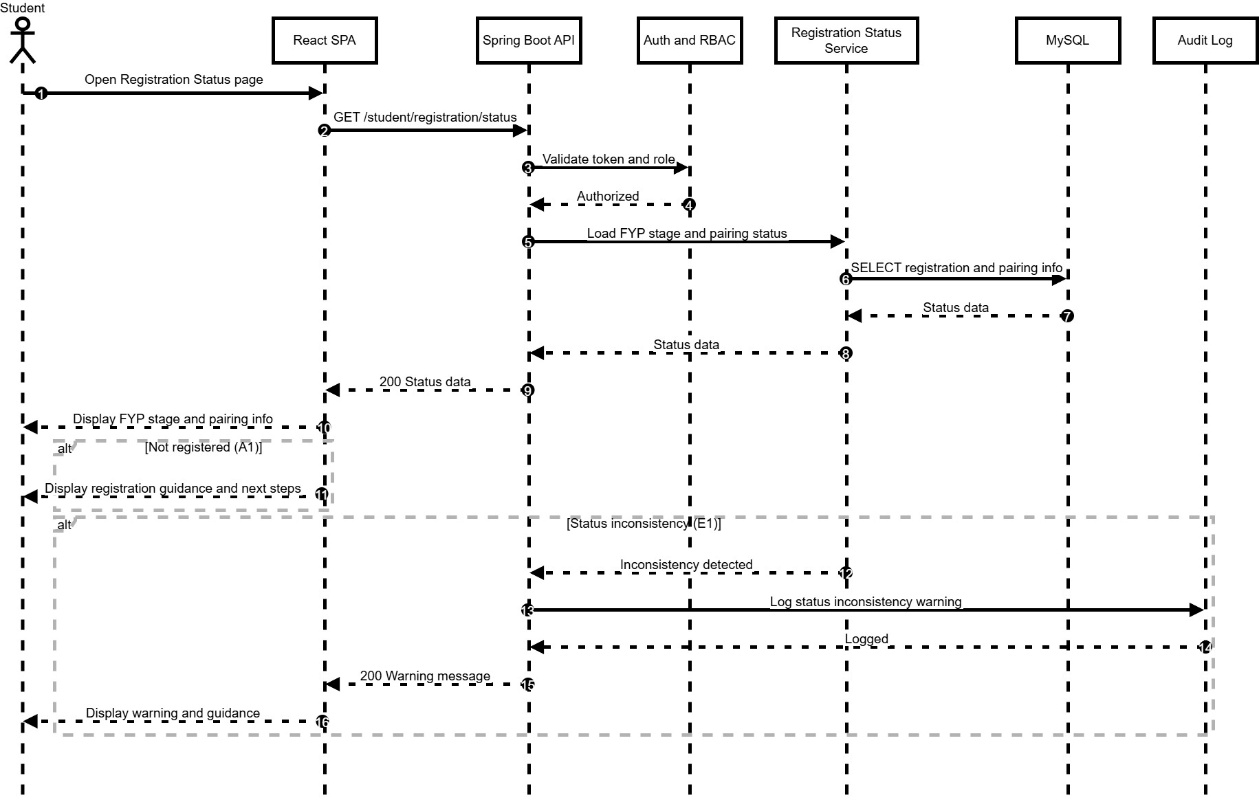 Student
React SPA
Spring Boot API
Auth and RBAC
Registration Status
Service
MySQL
Audit Log
Open Registration Status page
1
GET /student/registration/status
2
Validate token and role
3
Authorized
4
Load FYP stage and pairing status
5
SELECT registration and pairing info
6
Status data
7
Status data
8
200 Status data
9
Display FYP stage and pairing info
10
alt
[Not registered (A1)]
Display registration guidance and next steps
11
alt
[Status inconsistency (E1)]
Inconsistency detected
12
Log status inconsistency warning
13
Logged
14
200 Warning message
15
Display warning and guidance
16